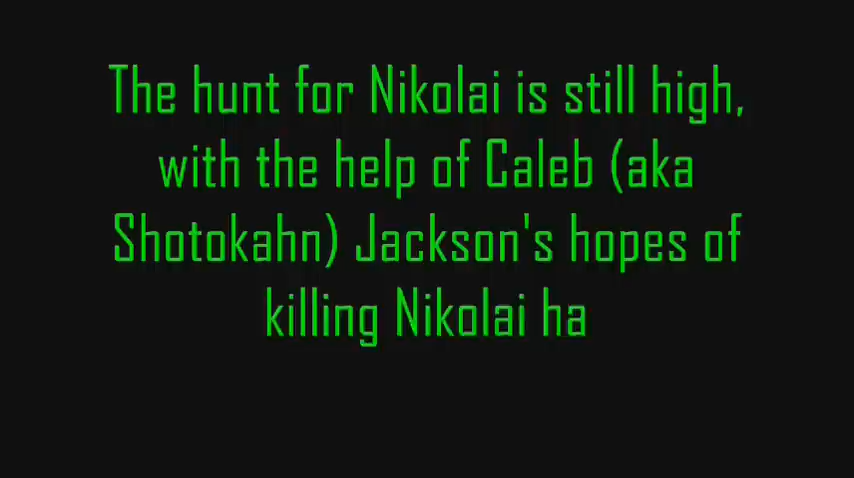 The hunt for Nikolai is still high,
with the help of Caleb (aka
Shotokahn) Jackson's hopes of
killing Nikolai ha